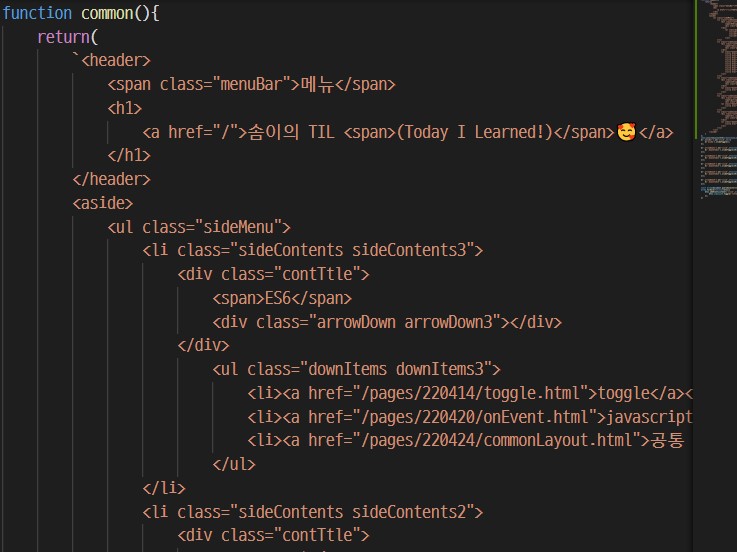 function common(){
return(
`<header>
<span class="menuBar">메뉴</span>
<h1>
<a href="/">솜이의 TIL <span>(Today I Learned!)</span>🥰</a>
</h1>
</header>
<aside>
<ul class="sideMenu">
<li class="sideContents sideContents3">
<div class="contTtle">
<span>ES6</span>
<div class="arrowDown arrowDown3"></div>
</div>
<ul class="downItems downItems3">
<li><a href="/pages/220414/toggle.html">toggle</a><
<li><a href="/pages/220420/onEvent.html">javascript
<li><a href="/pages/220424/commonLayout.html">공통
</ul>
</li>
<li class="sideContents sideContents2">
<div class="contTtle">